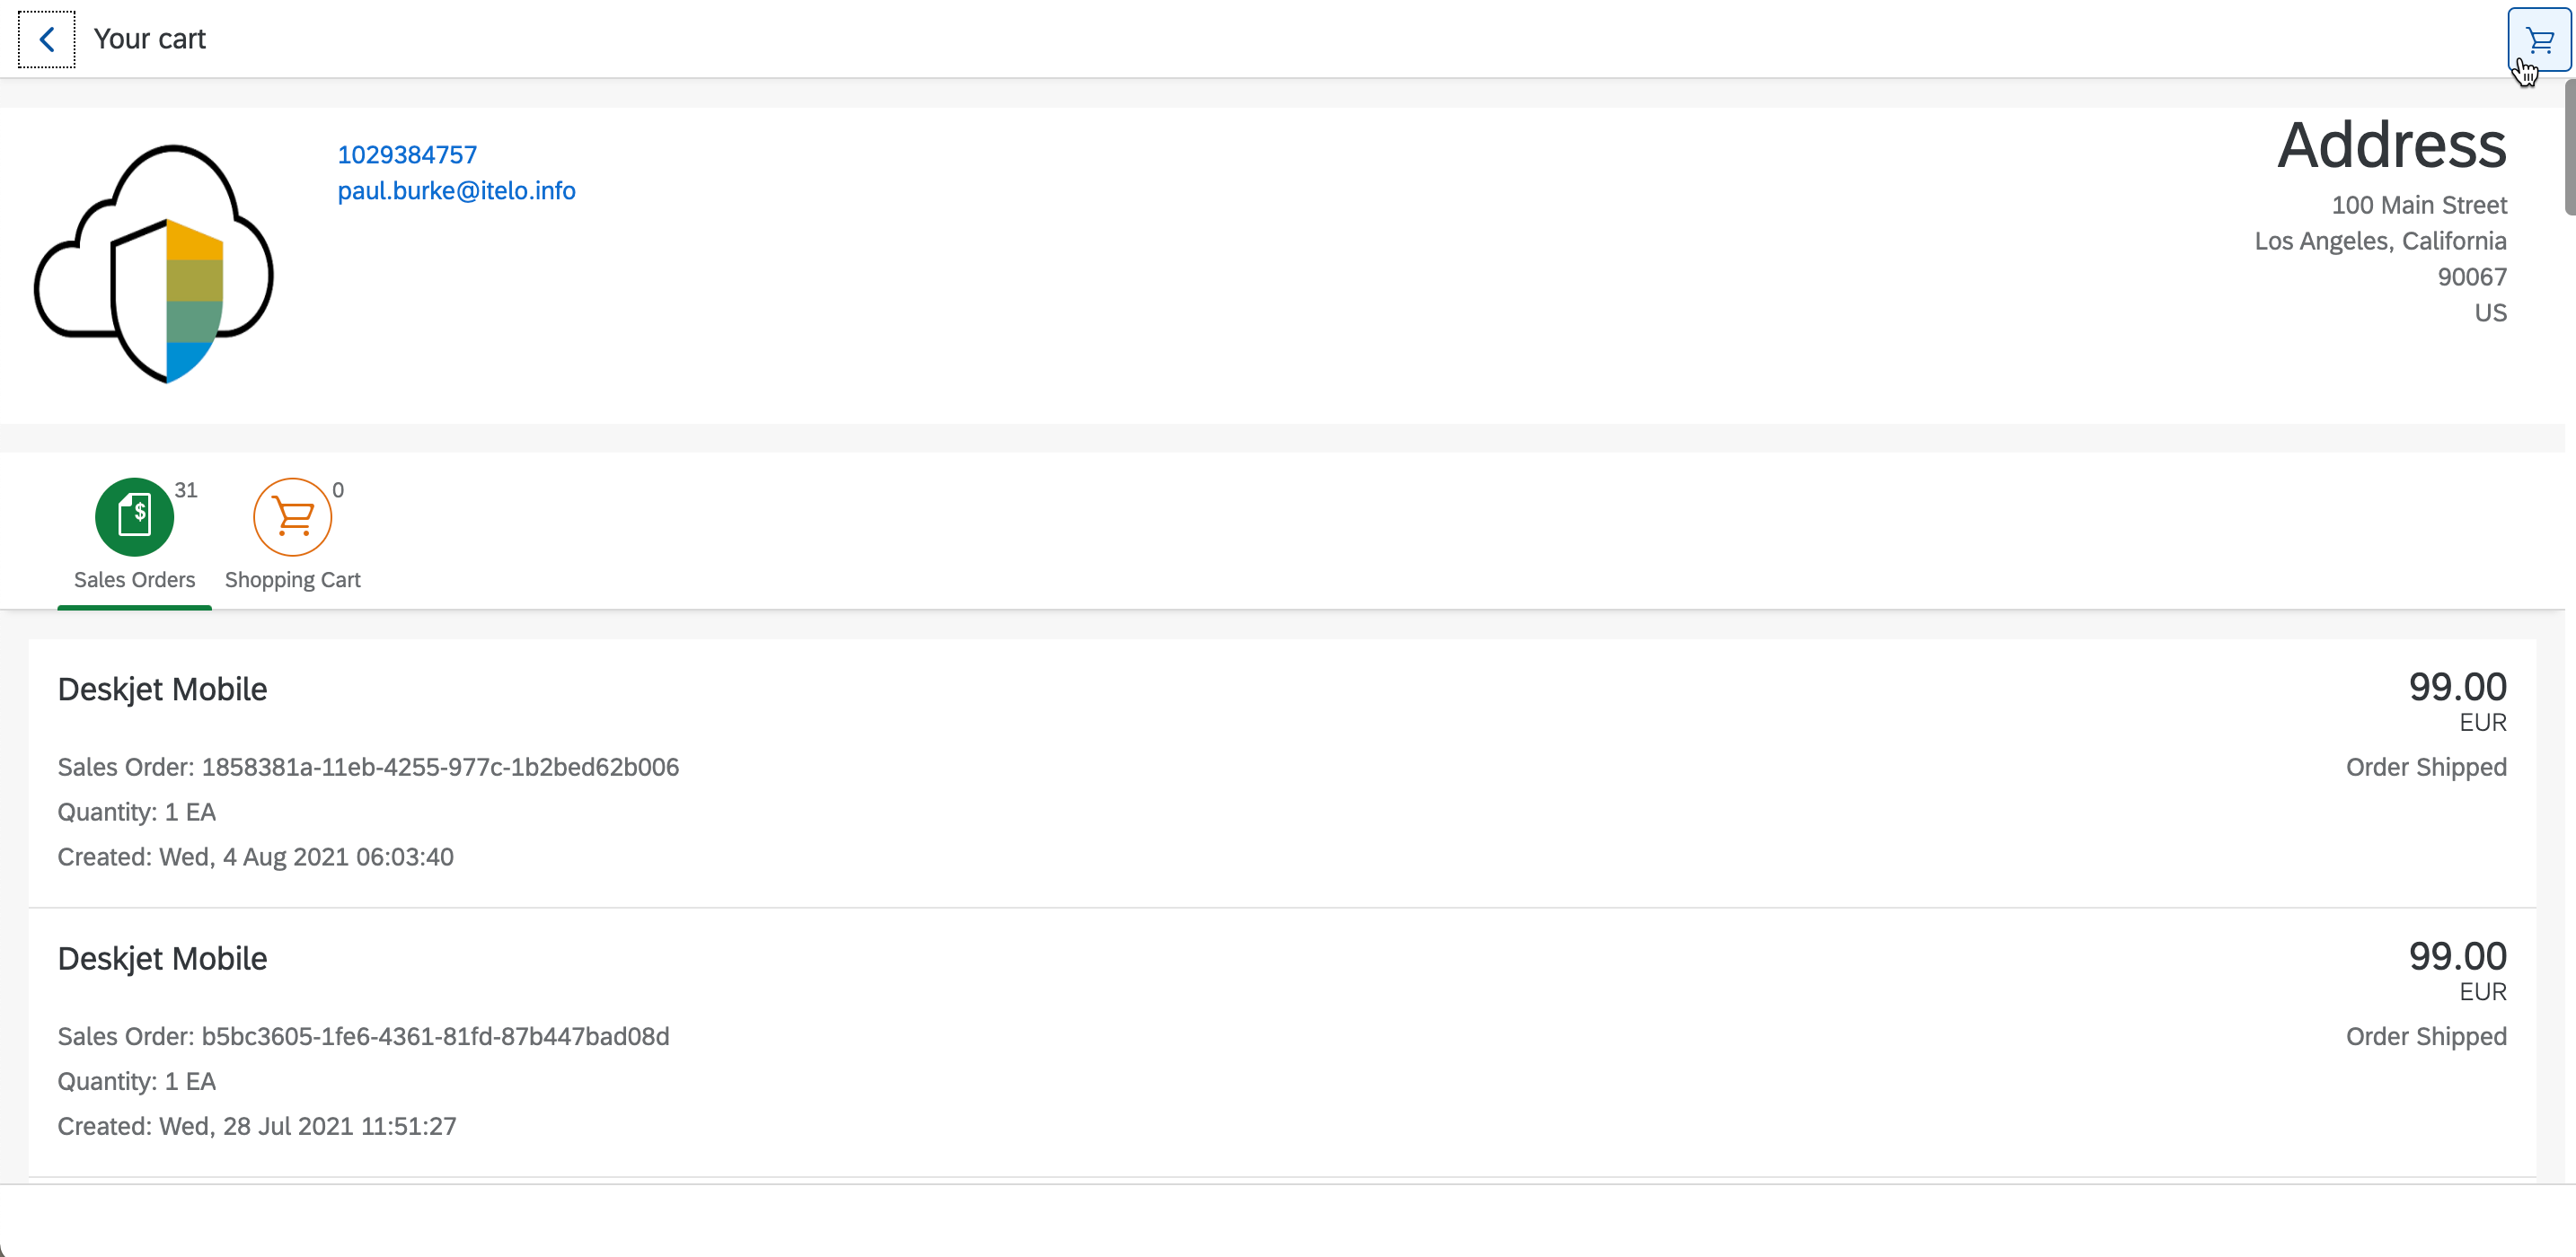 Your cart
1029384757
paul.burke@itelo.info
Address
100 Main Street
Los Angeles, California
90067
US
31
0
$
Sales Orders
Shopping Cart
Deskjet Mobile
99.00
EUR
Sales Order: 1858381a-11eb-4255-977c-1b2bed62b006
Order Shipped
Quantity: 1 EA
Created: Wed, 4 Aug 2021 06:03:40
Deskjet Mobile
99.00
EUR
Sales Order: b5bc3605-1fe6-4361-81fd-87b447bad08d
Order Shipped
Quantity: 1 EA
Created: Wed, 28 Jul 2021 11:51:27